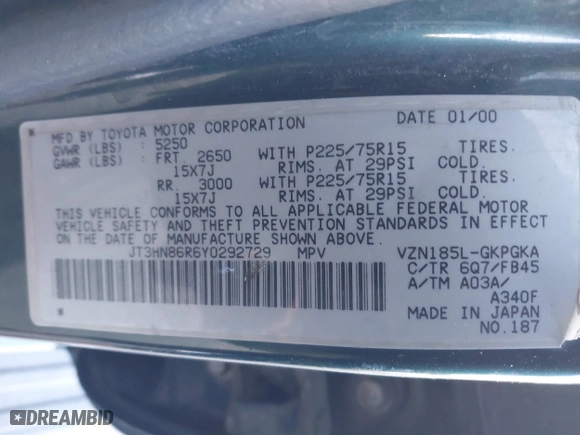 MFD BY TOYOTA MOTOR CORPORATION DATE 01/00
GVWR (LBS) : 5250
GAWR (LBS) : FRT. 2650 WITH P225/75R15 TIRES.
15X7J RIMS. AT 29PSI COLD.
RR. 3000 WITH P225/75R15 TIRES.
15X7J RIMS. AT 29PSI COLD.
THIS VEHICLE CONFORMS TO ALL APPLICABLE FEDERAL MOTOR
VEHICLE SAFETY AND THEFT PREVENTION STANDARDS IN EFFECT
ON THE DATE OF MANUFACTURE SHOWN ABOVE.
JT3HN86R6Y0292729 MPV VZN185L-GKPGKA
C/TR 6Q7/FB45
A/TM A03A/
A340F
MADE IN JAPAN
NO.187
DREAMBID